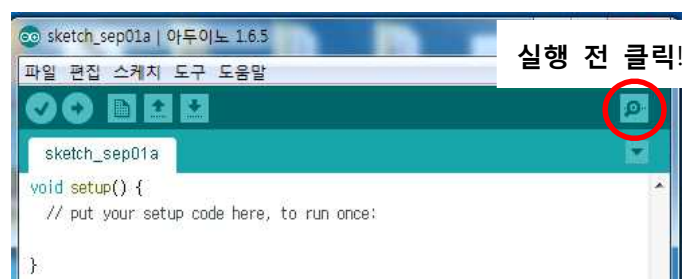 sketch_sep01a | 아두이노 1.6.5
실행 전 클릭!
파일 편집 스케치 도구 도움말
sketch_sep01a
void setup() {
// put your setup code here, to run once:
}